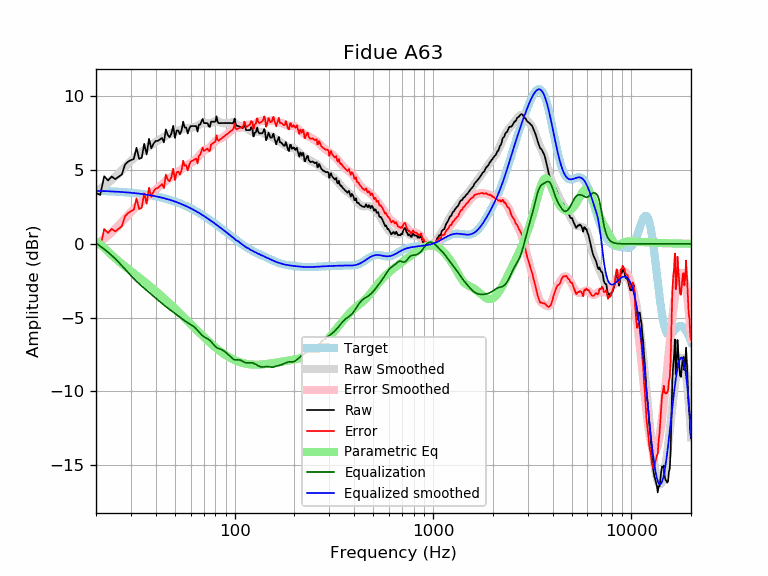 Fidue A63
Amplitude (dBr)
10
5
0
−5
−10
−15
Target
Raw Smoothed
Error Smoothed
Raw
Error
Parametric Eq
Equalization
Equalized smoothed
100
1000
10000
Frequency (Hz)